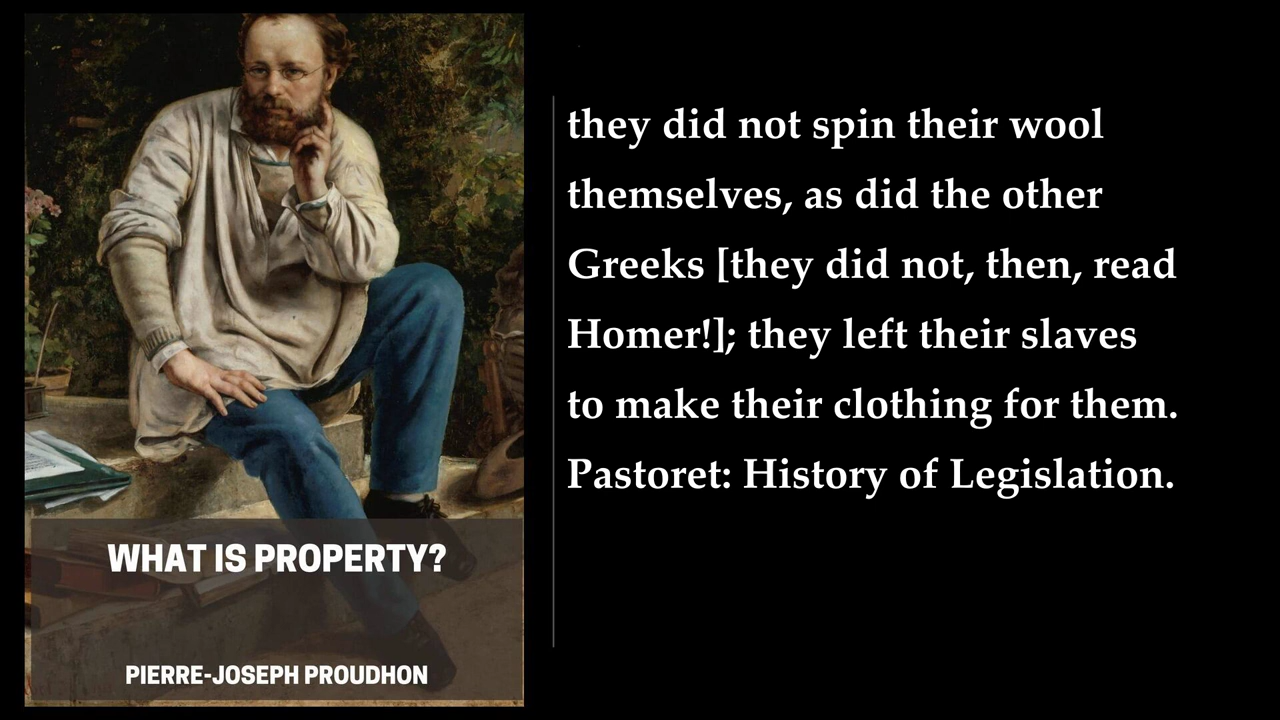 they did not spin their wool
themselves, as did the other
Greeks [they did not, then, read
Homer!]; they left their slaves
to make their clothing for them.
Pastoret: History of Legislation.
WHAT IS PROPERTY?
PIERRE-JOSEPH PROUDHON